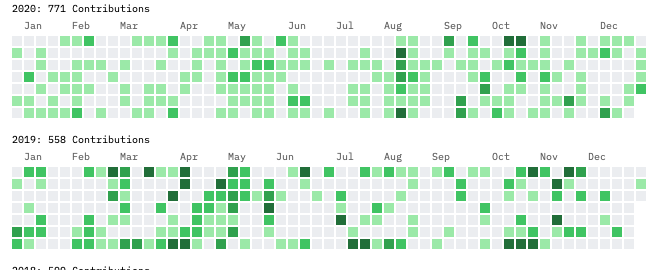 2020: 771 Contributions
Jan Feb Mar Apr May Jun Jul Aug Sep Oct Nov Dec
2019: 558 Contributions
Jan Feb Mar Apr May Jun Jul Aug Sep Oct Nov Dec